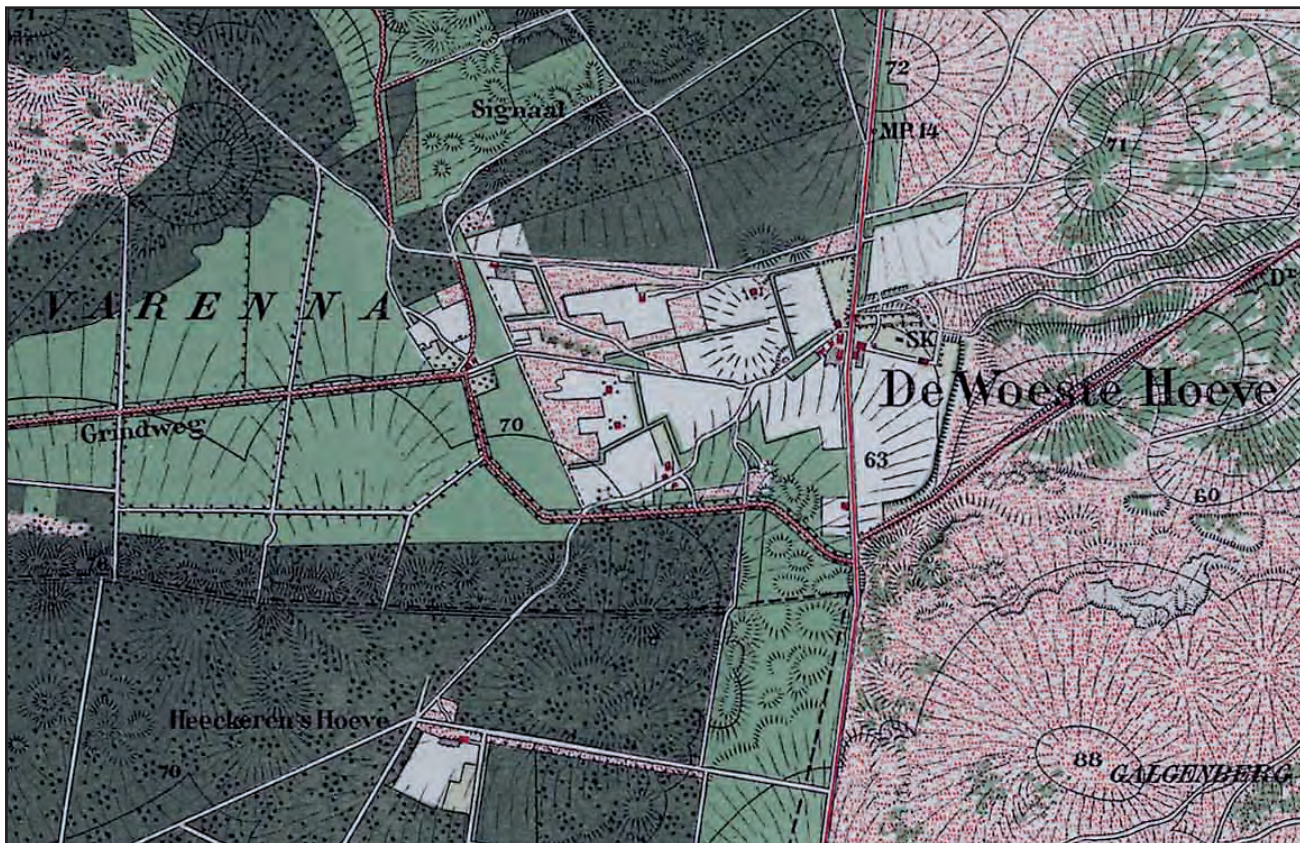 72
Signaal
MP. 14
71
VARENNA
SK
De Woeste Hoeve
Grindweg
70
63
60
Heeckeren's Hoeve
70
88
GALGENBERG